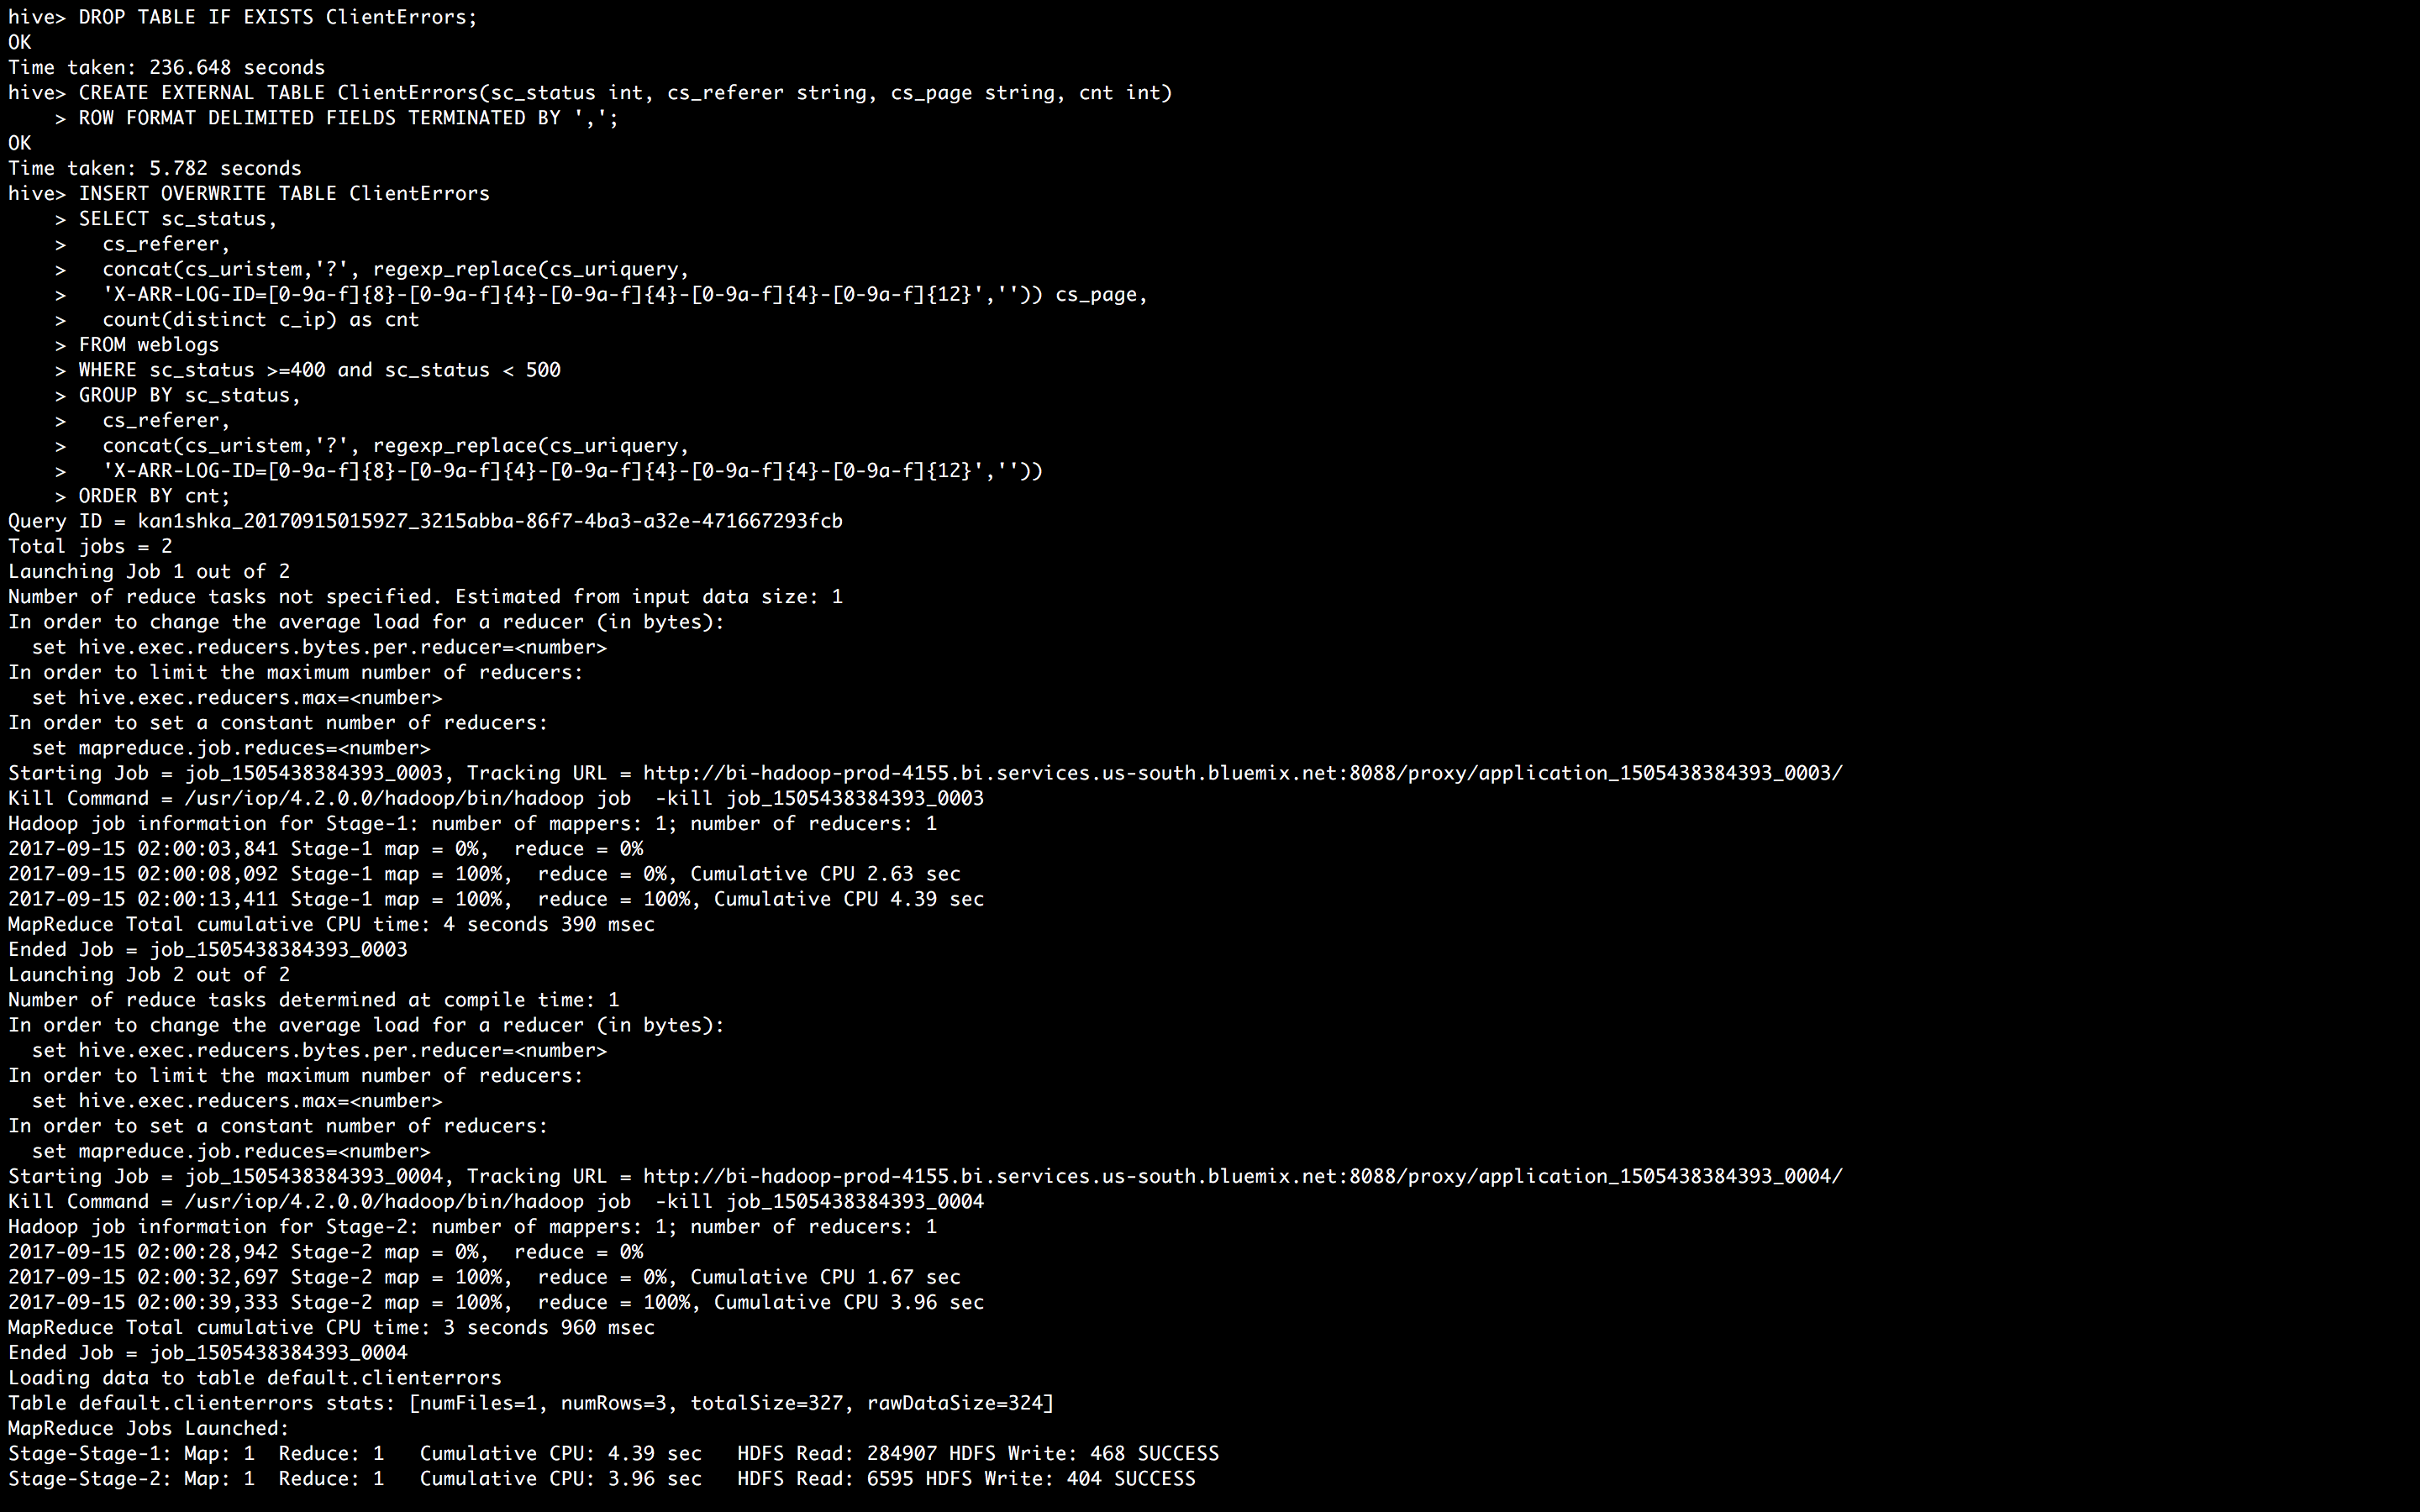 hive> DROP TABLE IF EXISTS ClientErrors;
OK
Time taken: 236.648 seconds
hive> CREATE EXTERNAL TABLE ClientErrors(sc_status int, cs_referer string, cs_page string, cnt int)
    > ROW FORMAT DELIMITED FIELDS TERMINATED BY ',';
OK
Time taken: 5.782 seconds
hive> INSERT OVERWRITE TABLE ClientErrors
    > SELECT sc_status,
    >   cs_referer,
    >   concat(cs_uristem,'?', regexp_replace(cs_uriquery,
    >   'X-ARR-LOG-ID=[0-9a-f]{8}-[0-9a-f]{4}-[0-9a-f]{4}-[0-9a-f]{4}-[0-9a-f]{12}','')) cs_page,
    >   count(distinct c_ip) as cnt
    > FROM weblogs
    > WHERE sc_status >=400 and sc_status < 500
    > GROUP BY sc_status,
    >   cs_referer,
    >   concat(cs_uristem,'?', regexp_replace(cs_uriquery,
    >   'X-ARR-LOG-ID=[0-9a-f]{8}-[0-9a-f]{4}-[0-9a-f]{4}-[0-9a-f]{4}-[0-9a-f]{12}',''))
    > ORDER BY cnt;
Query ID = kan1shka_20170915015927_3215abba-86f7-4ba3-a32e-471667293fcb
Total jobs = 2
Launching Job 1 out of 2
Number of reduce tasks not specified. Estimated from input data size: 1
In order to change the average load for a reducer (in bytes):
  set hive.exec.reducers.bytes.per.reducer=<number>
In order to limit the maximum number of reducers:
  set hive.exec.reducers.max=<number>
In order to set a constant number of reducers:
  set mapreduce.job.reduces=<number>
Starting Job = job_1505438384393_0003, Tracking URL = http://bi-hadoop-prod-4155.bi.services.us-south.bluemix.net:8088/proxy/application_1505438384393_0003/
Kill Command = /usr/iop/4.2.0.0/hadoop/bin/hadoop job  -kill job_1505438384393_0003
Hadoop job information for Stage-1: number of mappers: 1; number of reducers: 1
2017-09-15 02:00:03,841 Stage-1 map = 0%,  reduce = 0%
2017-09-15 02:00:08,092 Stage-1 map = 100%,  reduce = 0%, Cumulative CPU 2.63 sec
2017-09-15 02:00:13,411 Stage-1 map = 100%,  reduce = 100%, Cumulative CPU 4.39 sec
MapReduce Total cumulative CPU time: 4 seconds 390 msec
Ended Job = job_1505438384393_0003
Launching Job 2 out of 2
Number of reduce tasks determined at compile time: 1
In order to change the average load for a reducer (in bytes):
  set hive.exec.reducers.bytes.per.reducer=<number>
In order to limit the maximum number of reducers:
  set hive.exec.reducers.max=<number>
In order to set a constant number of reducers:
  set mapreduce.job.reduces=<number>
Starting Job = job_1505438384393_0004, Tracking URL = http://bi-hadoop-prod-4155.bi.services.us-south.bluemix.net:8088/proxy/application_1505438384393_0004/
Kill Command = /usr/iop/4.2.0.0/hadoop/bin/hadoop job  -kill job_1505438384393_0004
Hadoop job information for Stage-2: number of mappers: 1; number of reducers: 1
2017-09-15 02:00:28,942 Stage-2 map = 0%,  reduce = 0%
2017-09-15 02:00:32,697 Stage-2 map = 100%,  reduce = 0%, Cumulative CPU 1.67 sec
2017-09-15 02:00:39,333 Stage-2 map = 100%,  reduce = 100%, Cumulative CPU 3.96 sec
MapReduce Total cumulative CPU time: 3 seconds 960 msec
Ended Job = job_1505438384393_0004
Loading data to table default.clienterrors
Table default.clienterrors stats: [numFiles=1, numRows=3, totalSize=327, rawDataSize=324]
MapReduce Jobs Launched:
Stage-Stage-1: Map: 1  Reduce: 1   Cumulative CPU: 4.39 sec   HDFS Read: 284907 HDFS Write: 468 SUCCESS
Stage-Stage-2: Map: 1  Reduce: 1   Cumulative CPU: 3.96 sec   HDFS Read: 6595 HDFS Write: 404 SUCCESS